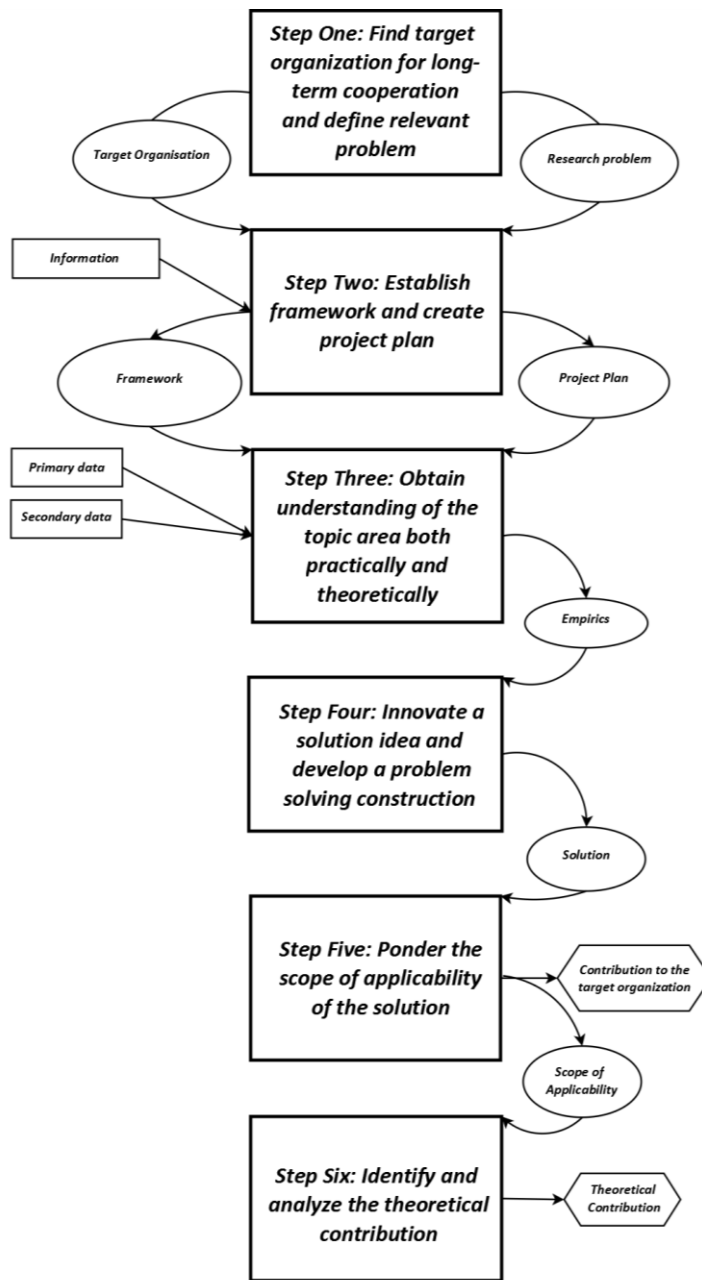 Step One: Find target
organization for long-
term cooperation
and define relevant
problem
Target Organisation
Research problem
Information
Step Two: Establish
framework and create
project plan
Framework
Project Plan
Primary data
Secondary data
Step Three: Obtain
understanding of the
topic area both
practically and
theoretically
Empirics
Step Four: Innovate a
solution idea and
develop a problem
solving construction
Solution
Step Five: Ponder the
scope of applicability
of the solution
Contribution to the
target organization
Scope of
Applicability
Step Six: Identify and
analyze the theoretical
contribution
Theoretical
Contribution